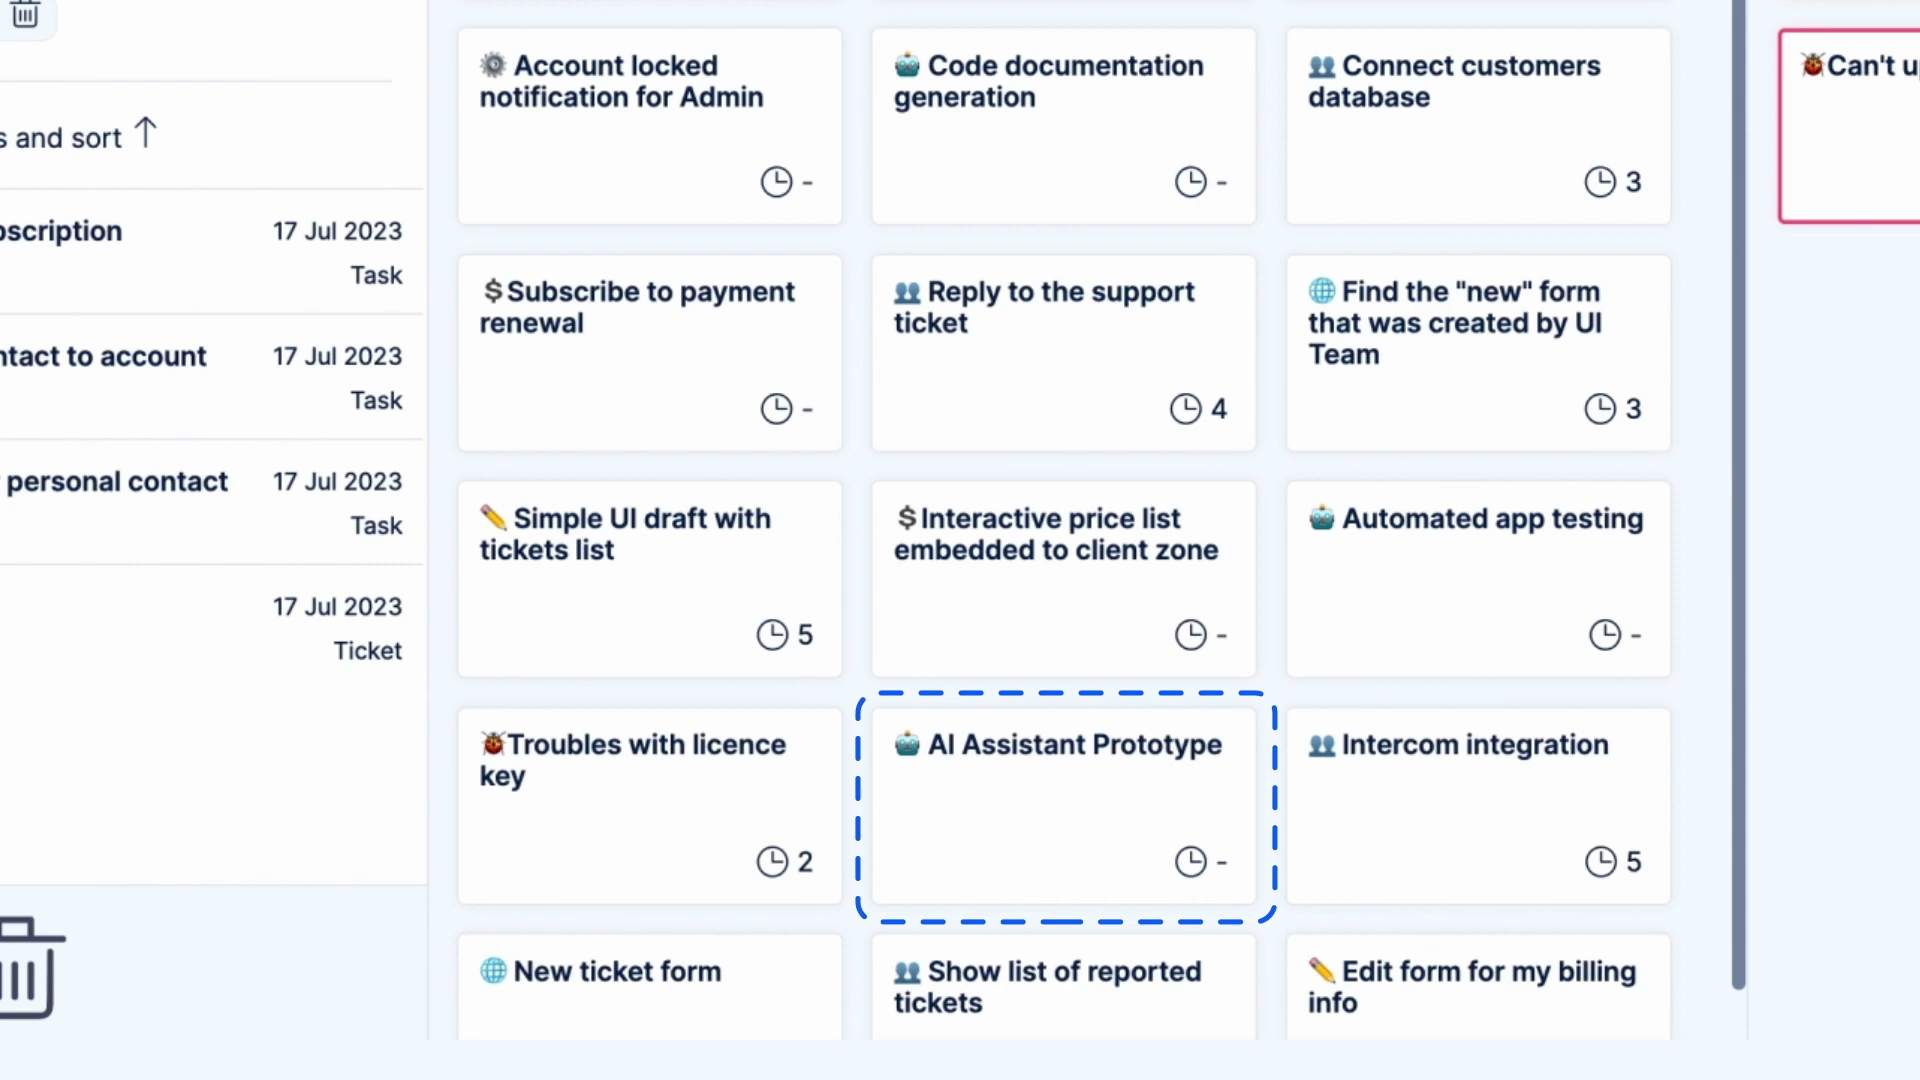 s and sort
bscription
17 Jul 2023
Task
ntact to account
17 Jul 2023
Task
personal contact
17 Jul 2023
Task
17 Jul 2023
Ticket
Account locked
notification for Admin
-
Code documentation
generation
-
Connect customers
database
3
$Subscribe to payment
renewal
-
Reply to the support
ticket
4
Find the "new" form
that was created by UI
Team
3
Simple UI draft with
tickets list
5
$Interactive price list
embedded to client zone
-
Automated app testing
-
Troubles with licence
key
2
AI Assistant Prototype
-
Intercom integration
5
New ticket form
Show list of reported
tickets
Edit form for my billing
info
Can't u